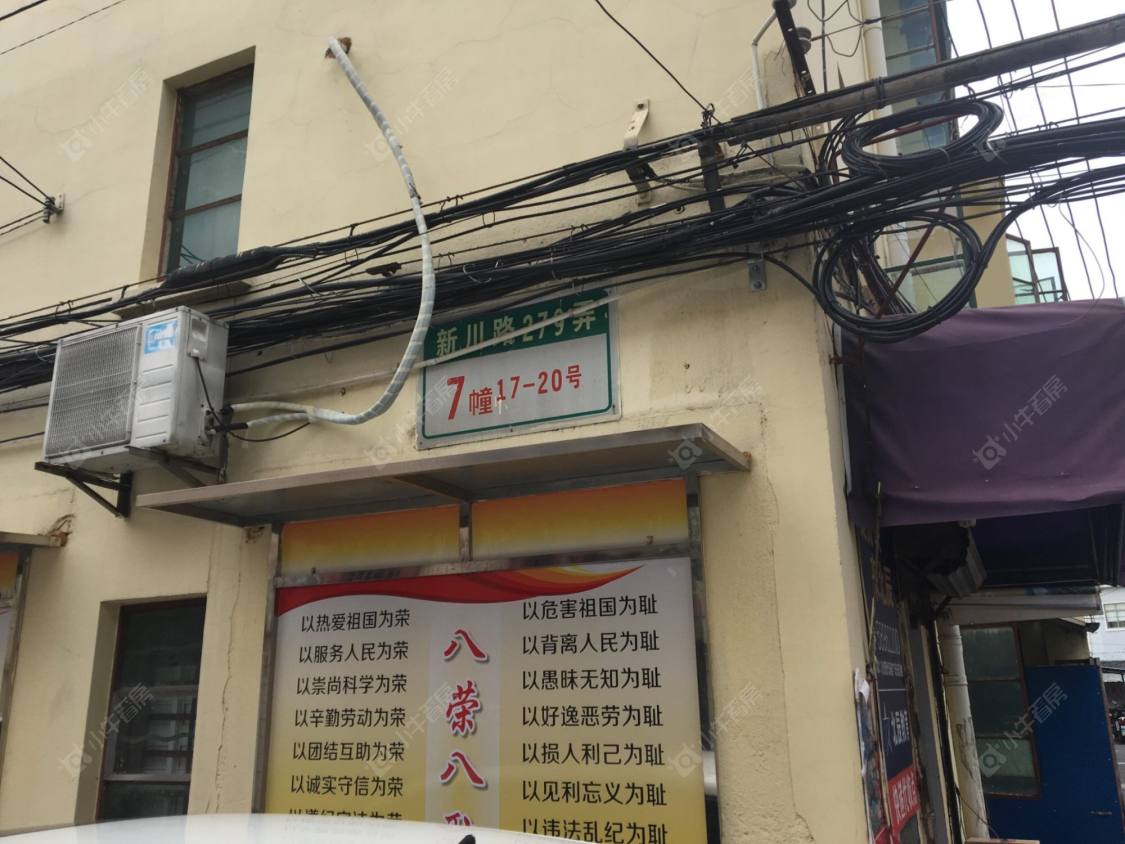 新川路279弄
7幢17-20号
以热爱祖国为荣
以服务人民为荣
以崇尚科学为荣
以辛勤劳动为荣
以团结互助为荣
以诚实守信为荣
八荣八
以危害祖国为耻
以背离人民为耻
以愚昧无知为耻
以好逸恶劳为耻
以损人利己为耻
以见利忘义为耻
以违法乱纪为耻
小牛看房